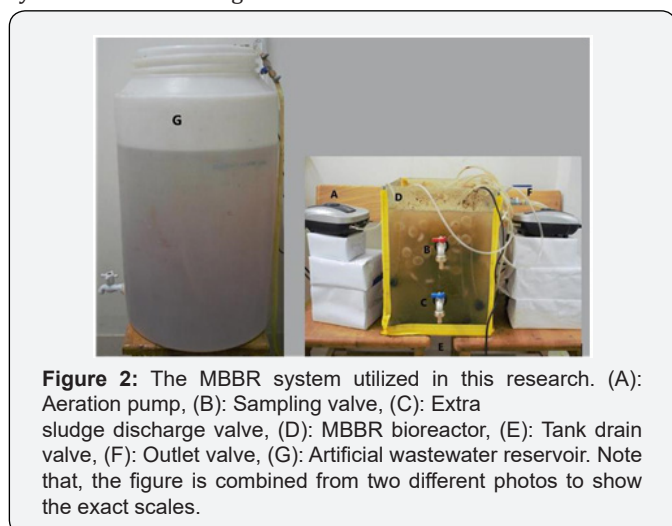 G
A
D
F
B
C
E
Figure 2: The MBBR system utilized in this research. (A):
Aeration pump, (B): Sampling valve, (C): Extra
sludge discharge valve, (D): MBBR bioreactor, (E): Tank drain
valve, (F): Outlet valve, (G): Artificial wastewater reservoir. Note
that, the figure is combined from two different photos to show
the exact scales.